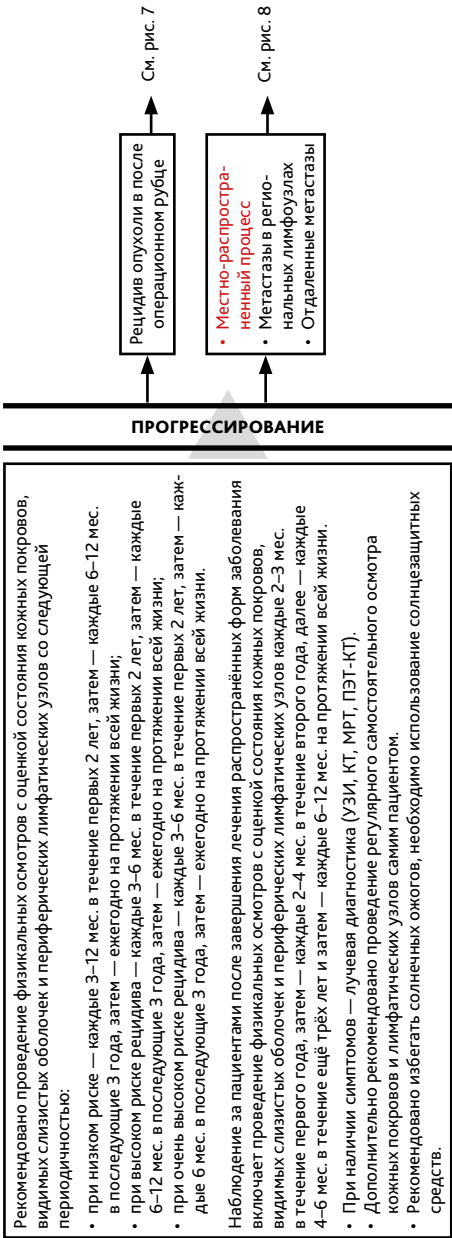 Рекомендовано проведение физикальных осмотров с оценкой состояния кожных покровов,
видимых слизистых оболочек и периферических лимфатических узлов со следующей
периодичностью:
• при низком риске — каждые 3–12 мес. в течение первых 2 лет, затем — каждые 6–12 мес.
в последующие 3 года, затем — ежегодно на протяжении всей жизни;
• при высоком риске рецидива — каждые 3–6 мес. в течение первых 2 лет, затем — каждые
6–12 мес. в последующие 3 года, затем — ежегодно на протяжении всей жизни;
• при очень высоком риске рецидива — каждые 3–6 мес. в течение первых 2 лет, затем — каж-
дые 6 мес. в последующие 3 года, затем — ежегодно на протяжении всей жизни.
Наблюдение за пациентами после завершения лечения распространённых форм заболевания
включает проведение физикальных осмотров с оценкой состояния кожных покровов,
видимых слизистых оболочек и периферических лимфатических узлов каждые 2–3 мес.
в течение первого года, затем — каждые 2–4 мес. в течение второго года, далее — каждые
4–6 мес. в течение ещё трёх лет и затем — каждые 6–12 мес. на протяжении всей жизни.
• При наличии симптомов — лучевая диагностика (УЗИ, КТ, МРТ, ПЭТ-КТ).
• Дополнительно рекомендовано проведение регулярного самостоятельного осмотра
кожных покровов и лимфатических узлов самим пациентом.
• Рекомендовано избегать солнечных ожогов, необходимо использование солнцезащитных
средств.
ПРОГРЕССИРОВАНИЕ
Рецидив опухоли в после
операционном рубце
См. рис. 7
• Местно-распростра-
ненный процесс
• Метастазы в регио-
нальных лимфоузлах
• Отдаленные метастазы
См. рис. 8